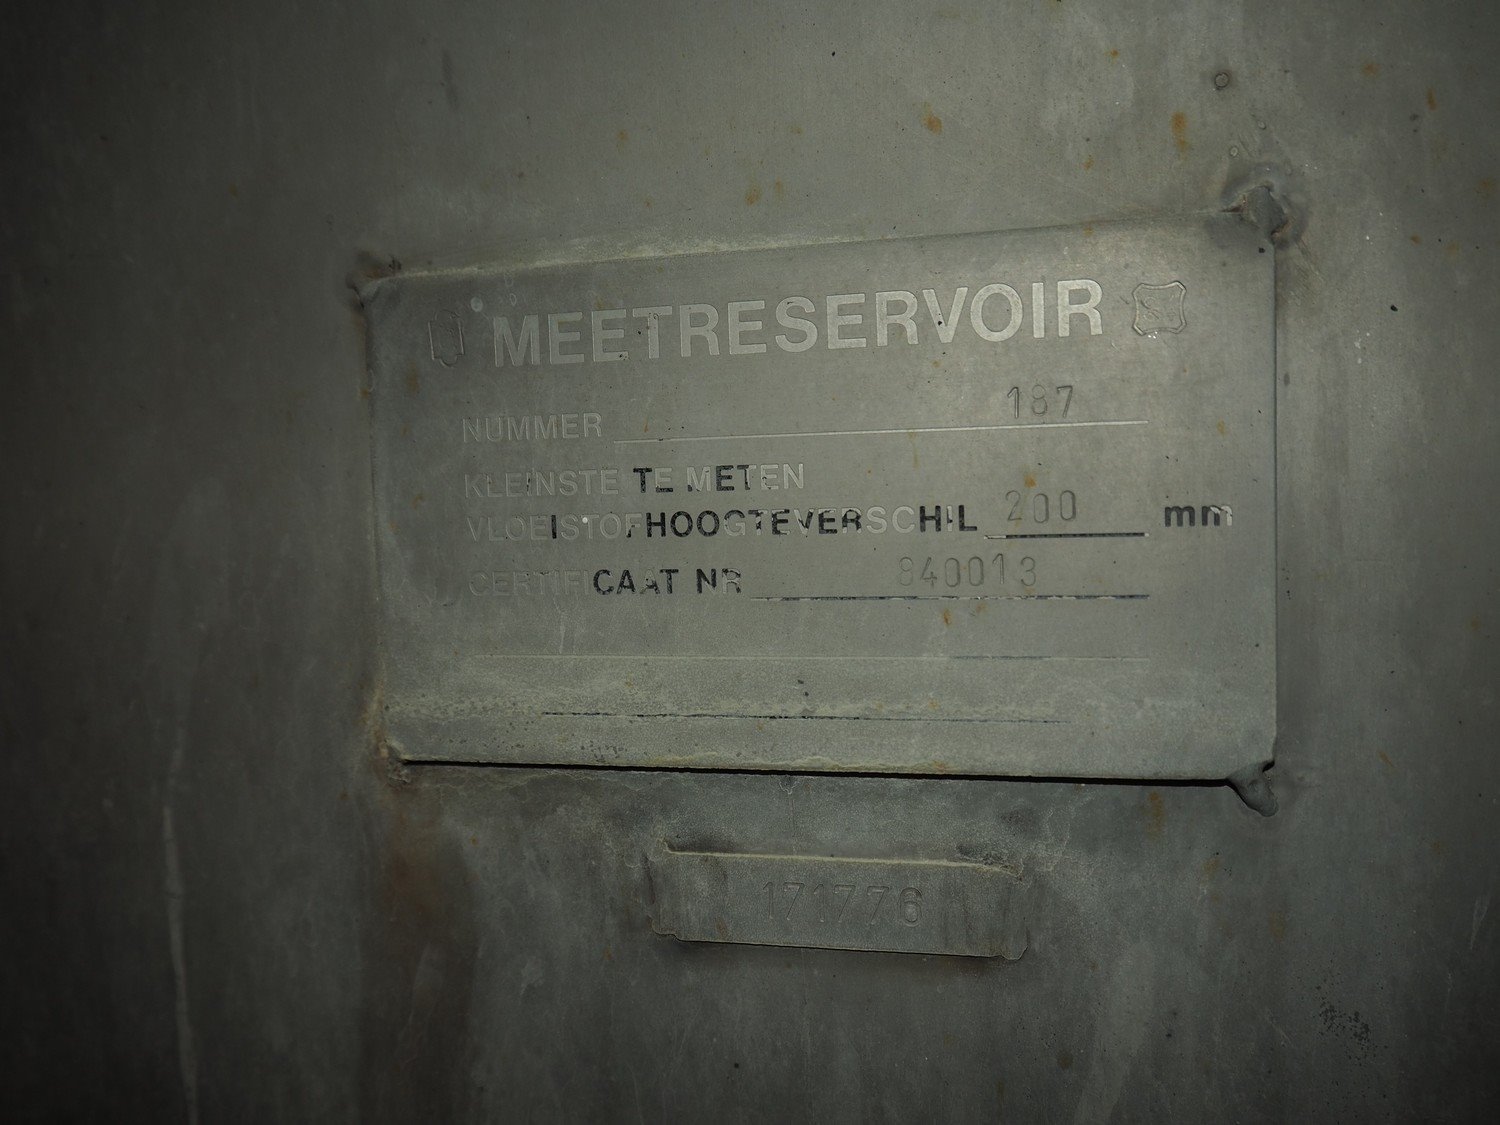 MEETRESERVOIR
NUMMER 187
KLEINSTE TE METEN
VLOEISTOFHOOGTEVERSCHIL 200 mm
CERTIFICAAT NR 840013
171776